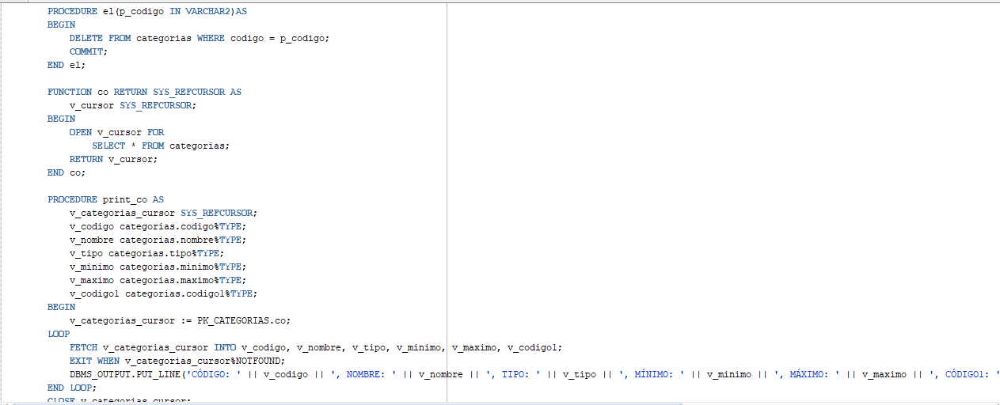 PROCEDURE el(p_codigo IN VARCHAR2)AS
BEGIN
DELETE FROM categorias WHERE codigo = p_codigo;
COMMIT;
END el;
FUNCTION co RETURN SYS_REFCURSOR AS
v_cursor SYS_REFCURSOR;
BEGIN
OPEN v_cursor FOR
SELECT * FROM categorias;
RETURN v_cursor;
END co;
PROCEDURE print_co AS
v_categorias_cursor SYS_REFCURSOR;
v_codigo categorias.codigo%TYPE;
v_nombre categorias.nombre%TYPE;
v_tipo categorias.tipo%TYPE;
v_minimo categorias.minimo%TYPE;
v_maximo categorias.maximo%TYPE;
v_codigo1 categorias.codigo1%TYPE;
BEGIN
v_categorias_cursor := PK_CATEGORIAS.co;
LOOP
FETCH v_categorias_cursor INTO v_codigo, v_nombre, v_tipo, v_minimo, v_maximo, v_codigo1;
EXIT WHEN v_categorias_cursor%NOTFOUND;
DBMS_OUTPUT.PUT_LINE('CÓDIGO: ' || v_codigo || ', NOMBRE: ' || v_nombre || ', TIPO: ' || v_tipo || ', MÍNIMO: ' || v_minimo || ', MÁXIMO: ' || v_maximo || ', CÓDIGO1: '
END LOOP;
CLOSE v_categorias_cursor;